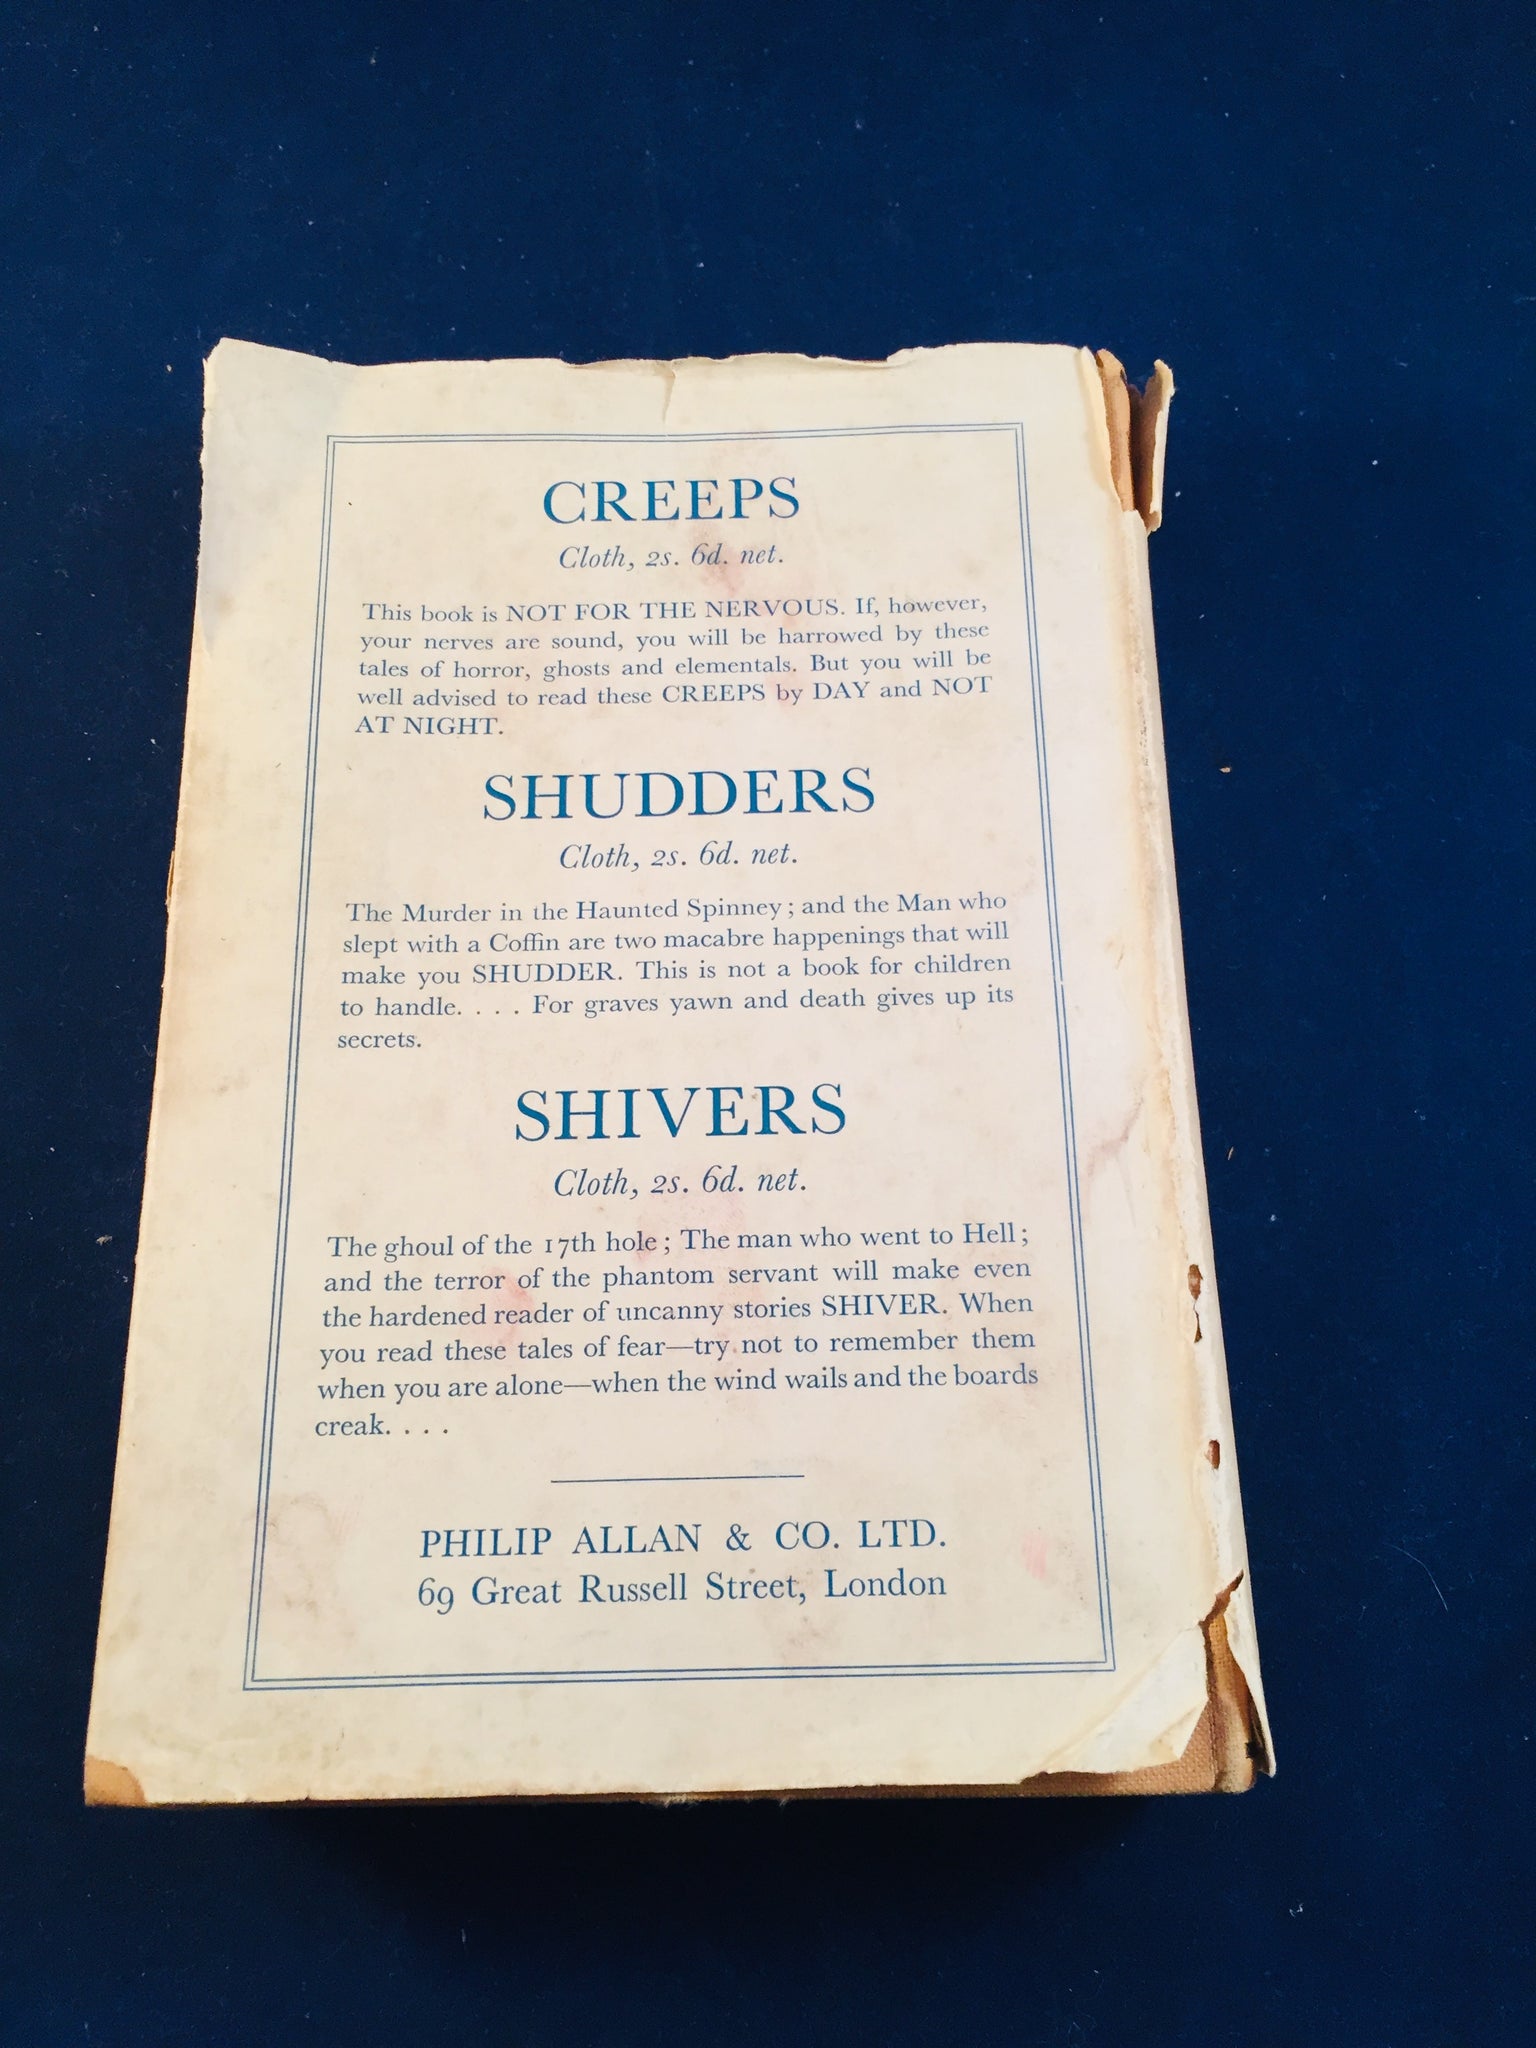 CREEPS
Cloth, 2s. 6d. net.
This book is NOT FOR THE NERVOUS. If, however,
your nerves are sound, you will be harrowed by these
tales of horror, ghosts and elementals. But you will be
well advised to read these CREEPS by DAY and NOT
AT NIGHT.
SHUDDERS
Cloth, 2s. 6d. net.
The Murder in the Haunted Spinney; and the Man who
slept with a Coffin are two macabre happenings that will
make you SHUDDER. This is not a book for children
to handle. . . . For graves yawn and death gives up its
secrets.
SHIVERS
Cloth, 2s. 6d. net.
The ghoul of the 17th hole; The man who went to Hell;
and the terror of the phantom servant will make even
the hardened reader of uncanny stories SHIVER. When
you read these tales of fear—try not to remember them
when you are alone—when the wind wails and the boards
creak. . . .
PHILIP ALLAN & CO. LTD.
69 Great Russell Street, London